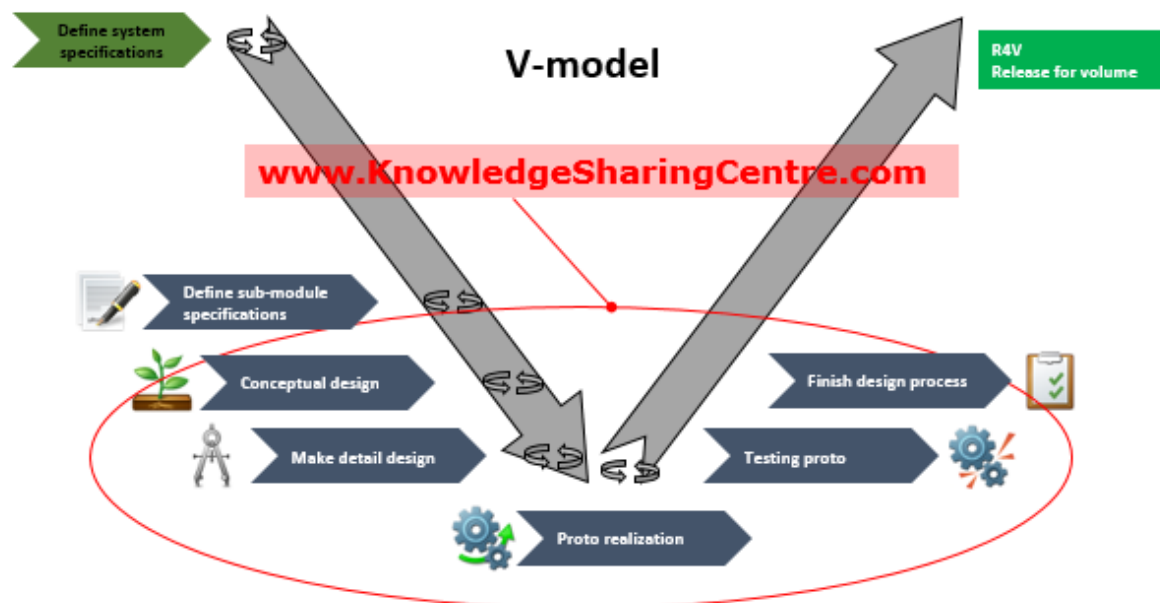 Define system
specifications
V-model
R4V
Release for volume
www.KnowledgeSharingCentre.com
Define sub-module
specifications
Conceptual design
Finish design process
Make detail design
Testing proto
Proto realization